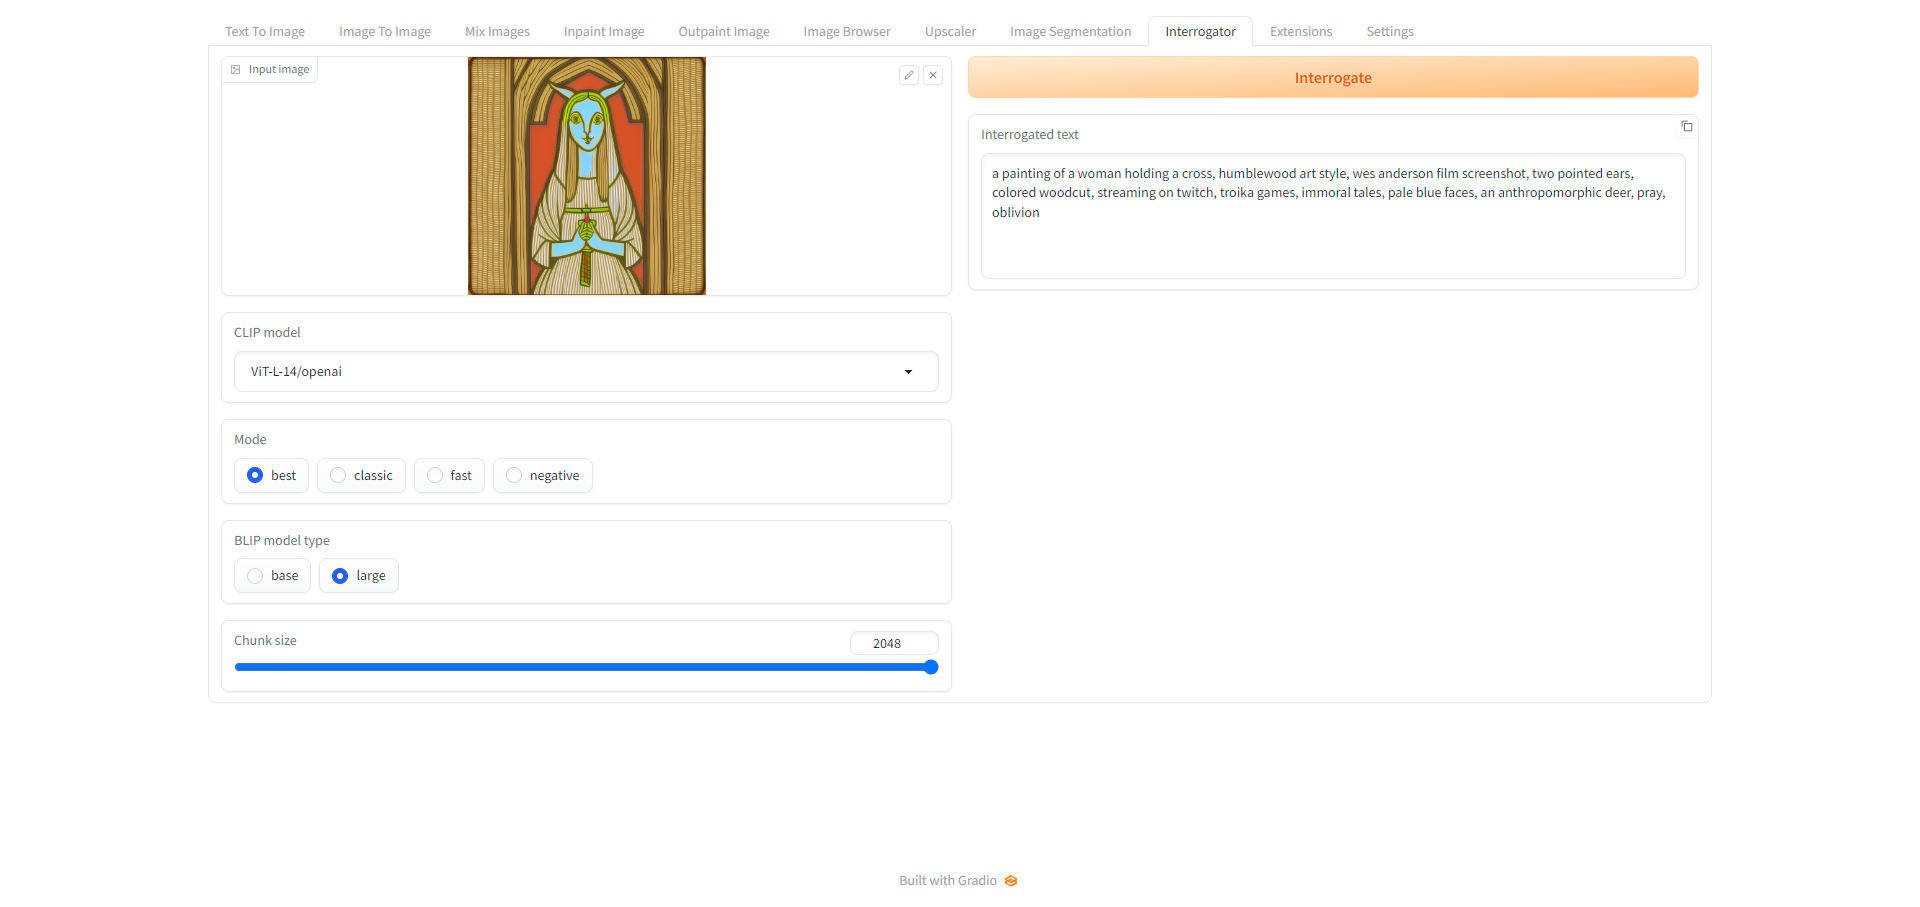 Text To Image
Image To Image
Mix Images
Inpaint Image
Outpaint Image
Image Browser
Upscaler
Image Segmentation
Interrogator
Extensions
Settings
Input image
CLIP model
ViT-L-14/openai
Mode
best
classic
fast
negative
BLIP model type
base
large
Chunk size
2048
Interrogate
Interrogated text
a painting of a woman holding a cross, humblewood art style, wes anderson film screenshot, two pointed ears,
colored woodcut, streaming on twitch, troika games, immoral tales, pale blue faces, an anthropomorphic deer, pray,
oblivion
Built with Gradio